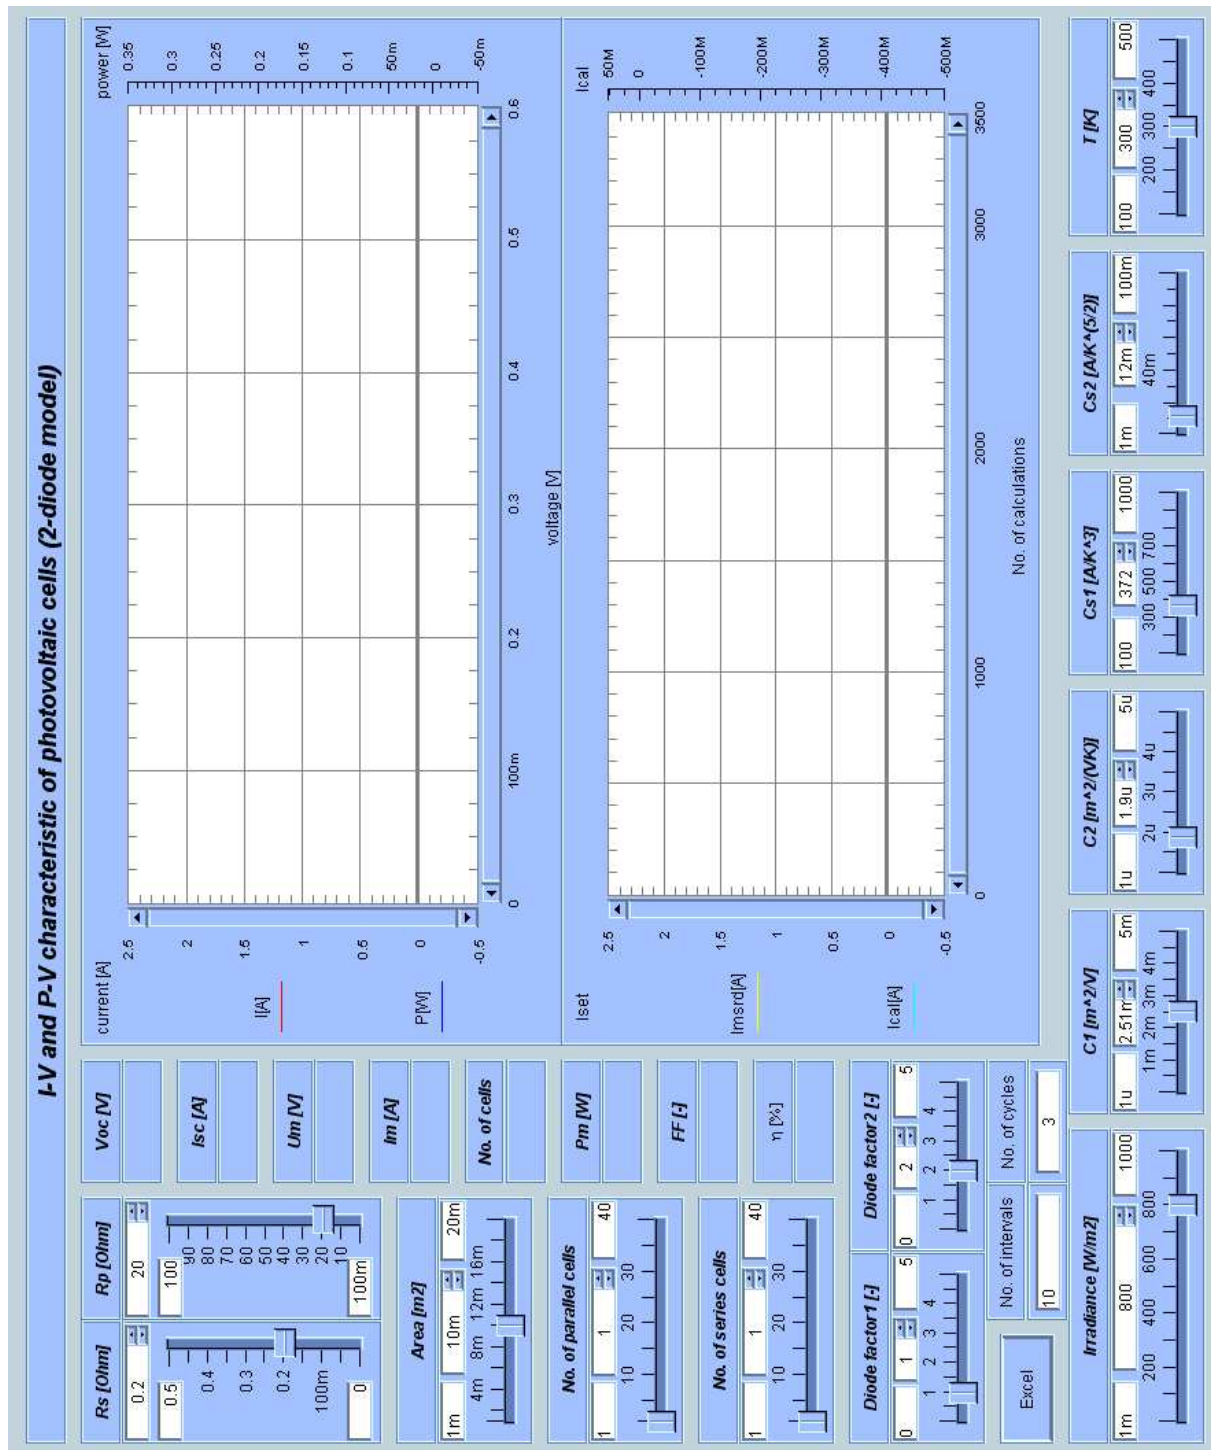 I-V and P-V characteristic of photovoltaic cells (2-diode model)
Rs [Ohm]
0.2
0.5
0.4
0.3
0.2
100m
0
Rp [Ohm]
20
100
90
80
70
60
50
40
30
20
10
100m
Area [m2]
1m 10m 20m
4m 8m 12m 16m
No. of parallel cells
1 1 40
10 20 30
No. of series cells
1 1 40
10 20 30
Voc [V]
Isc [A]
Um [V]
Im [A]
No. of cells
Pm [W]
FF [-]
η [%]
Diode factor1 [-]
0 1 5
1 2 3 4
Diode factor2 [-]
0 2 5
1 2 3 4
Excel
No. of intervals
10
No. of cycles
3
current [A]
I[A]
P[W]
2.5
2
1.5
1
0.5
0
-0.5
power [W]
0.35
0.3
0.25
0.2
0.15
0.1
50m
0
-50m
0 100m 0.2 0.3 0.4 0.5 0.6
voltage [V]
Iset
Imsrd[A]
Ical[A]
2.5
2
1.5
1
0.5
0
-0.5
Ical
50M
0
-100M
-200M
-300M
-400M
-500M
0 1000 2000 3000 3500
No. of calculations
Irradiance [W/m2]
1m 800 1000
200 400 600 800
C1 [m^2/V]
1u 2.51m 5m
1m 2m 3m 4m
C2 [m^2/(VK)]
1u 1.9u 5u
2u 3u 4u
Cs1 [A/K^3]
100 372 1000
300 500 700
Cs2 [A/K^(5/2)]
1m 12m 100m
40m
T [K]
100 300 500
200 300 400